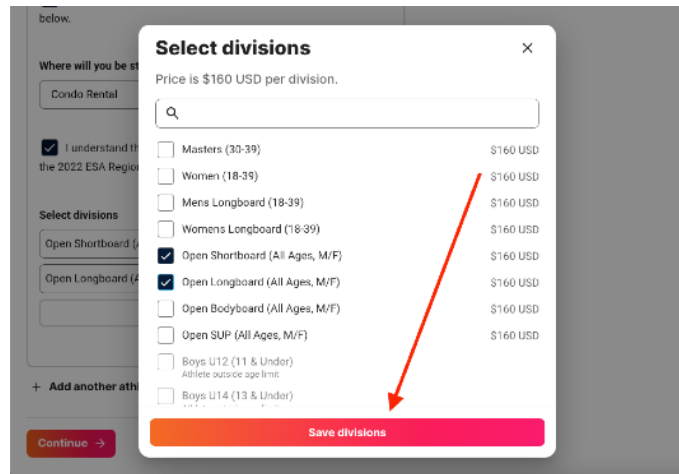 below.
Where will you be st
Condo Rental
I understand th
the 2022 ESA Region
Select divisions
Open Shortboard (
Open Longboard (
+ Add another athl
Continue →
Select divisions
×
Price is $160 USD per division.
Masters (30-39) $160 USD
Women (18-39) $160 USD
Mens Longboard (18-39) $160 USD
Womens Longboard (18-39) $160 USD
Open Shortboard (All Ages, M/F) $160 USD
Open Longboard (All Ages, M/F) $160 USD
Open Bodyboard (All Ages, M/F) $160 USD
Open SUP (All Ages, M/F) $160 USD
Boys U12 (11 & Under)
Athlete outside age limit
Boys U14 (13 & Under)
Save divisions